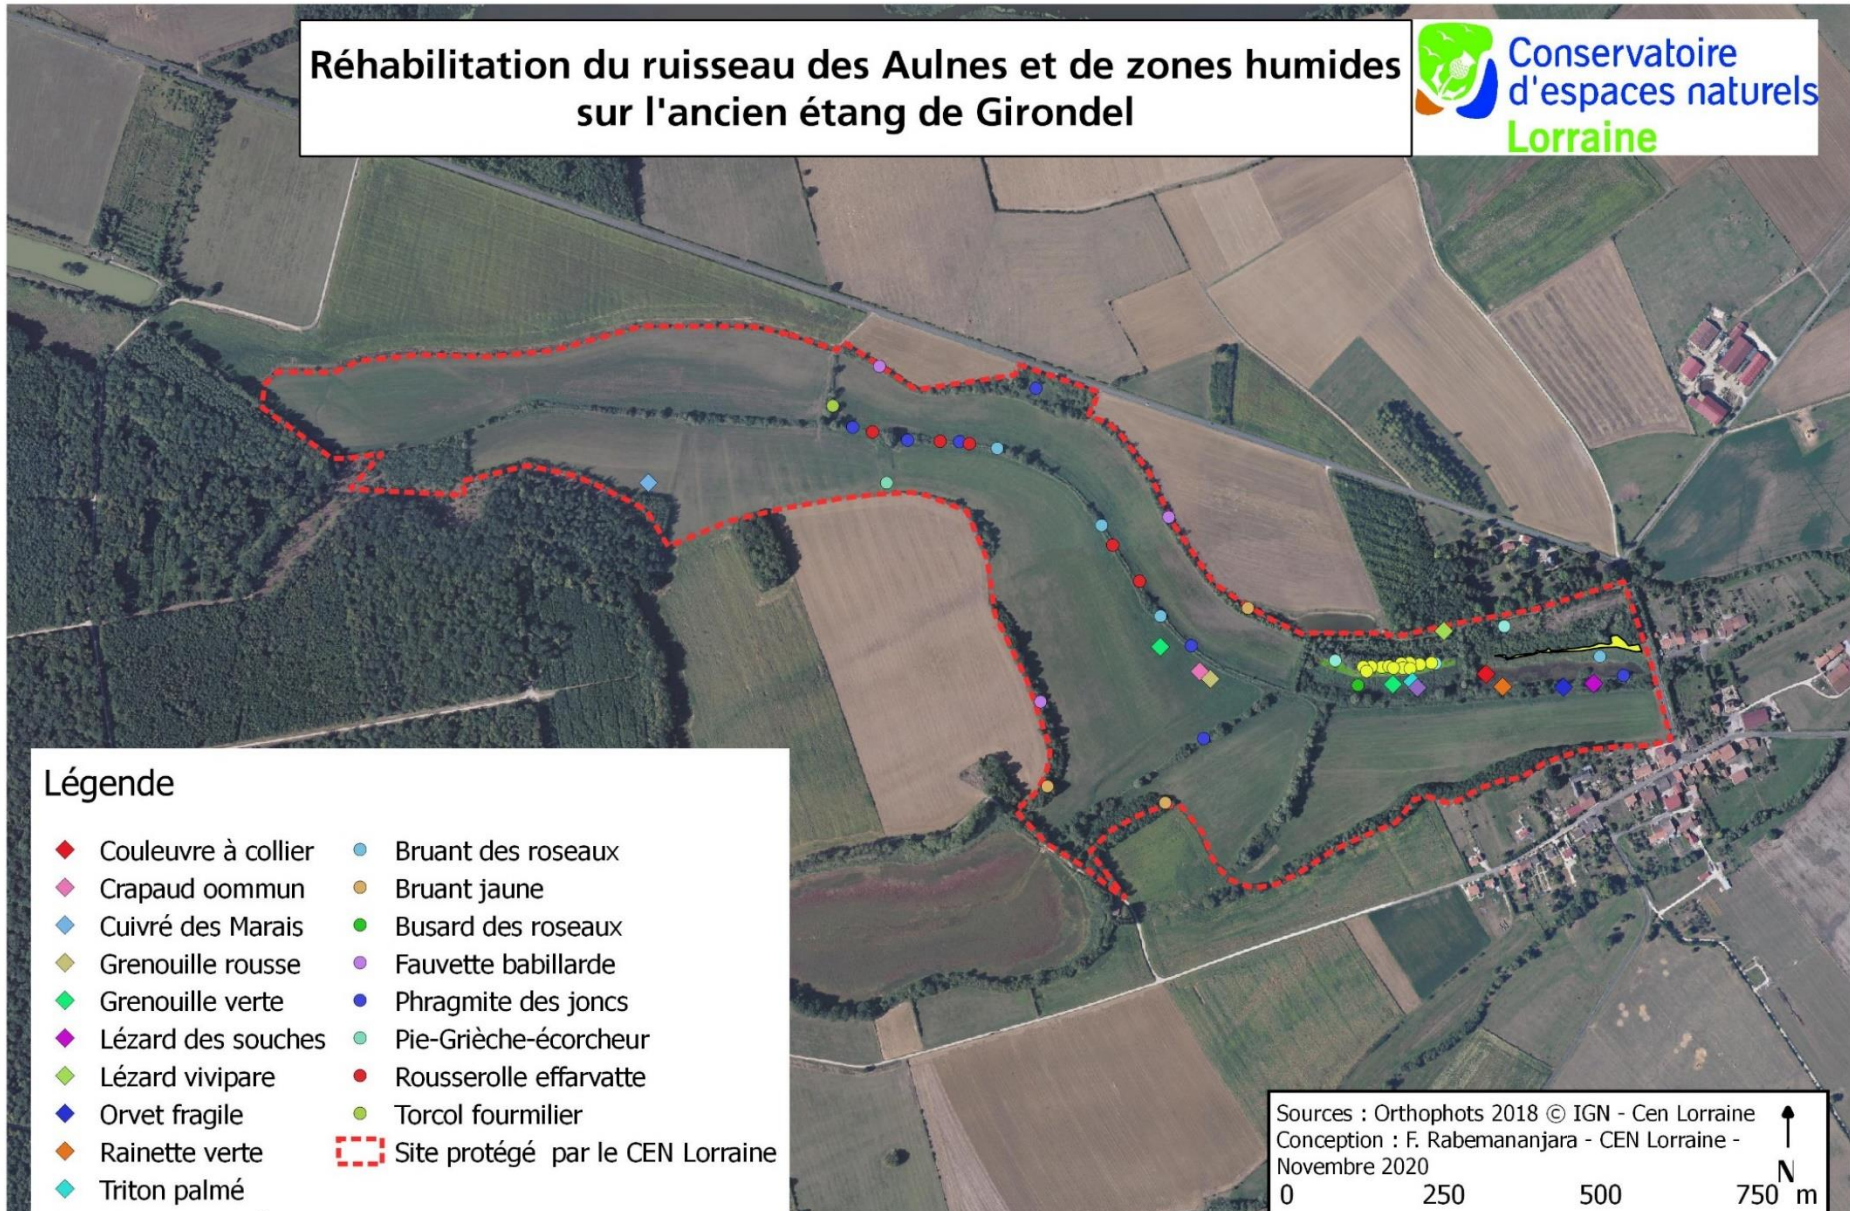 Réhabilitation du ruisseau des Aulnes et de zones humides
sur l'ancien étang de Girondel
Conservatoire
d'espaces naturels
Lorraine
Légende
Couleuvre à collier
Crapaud oommun
Cuivré des Marais
Grenouille rousse
Grenouille verte
Lézard des souches
Lézard vivipare
Orvet fragile
Rainette verte
Triton palmé
Bruant des roseaux
Bruant jaune
Busard des roseaux
Fauvette babillarde
Phragmite des joncs
Pie-Grièche-écorcheur
Rousserolle effarvatte
Torcol fourmilier
Site protégé par le CEN Lorraine
Sources : Orthophots 2018 © IGN - Cen Lorraine
Conception : F. Rabemananjara - CEN Lorraine -
Novembre 2020
N
0 250 500 750 m